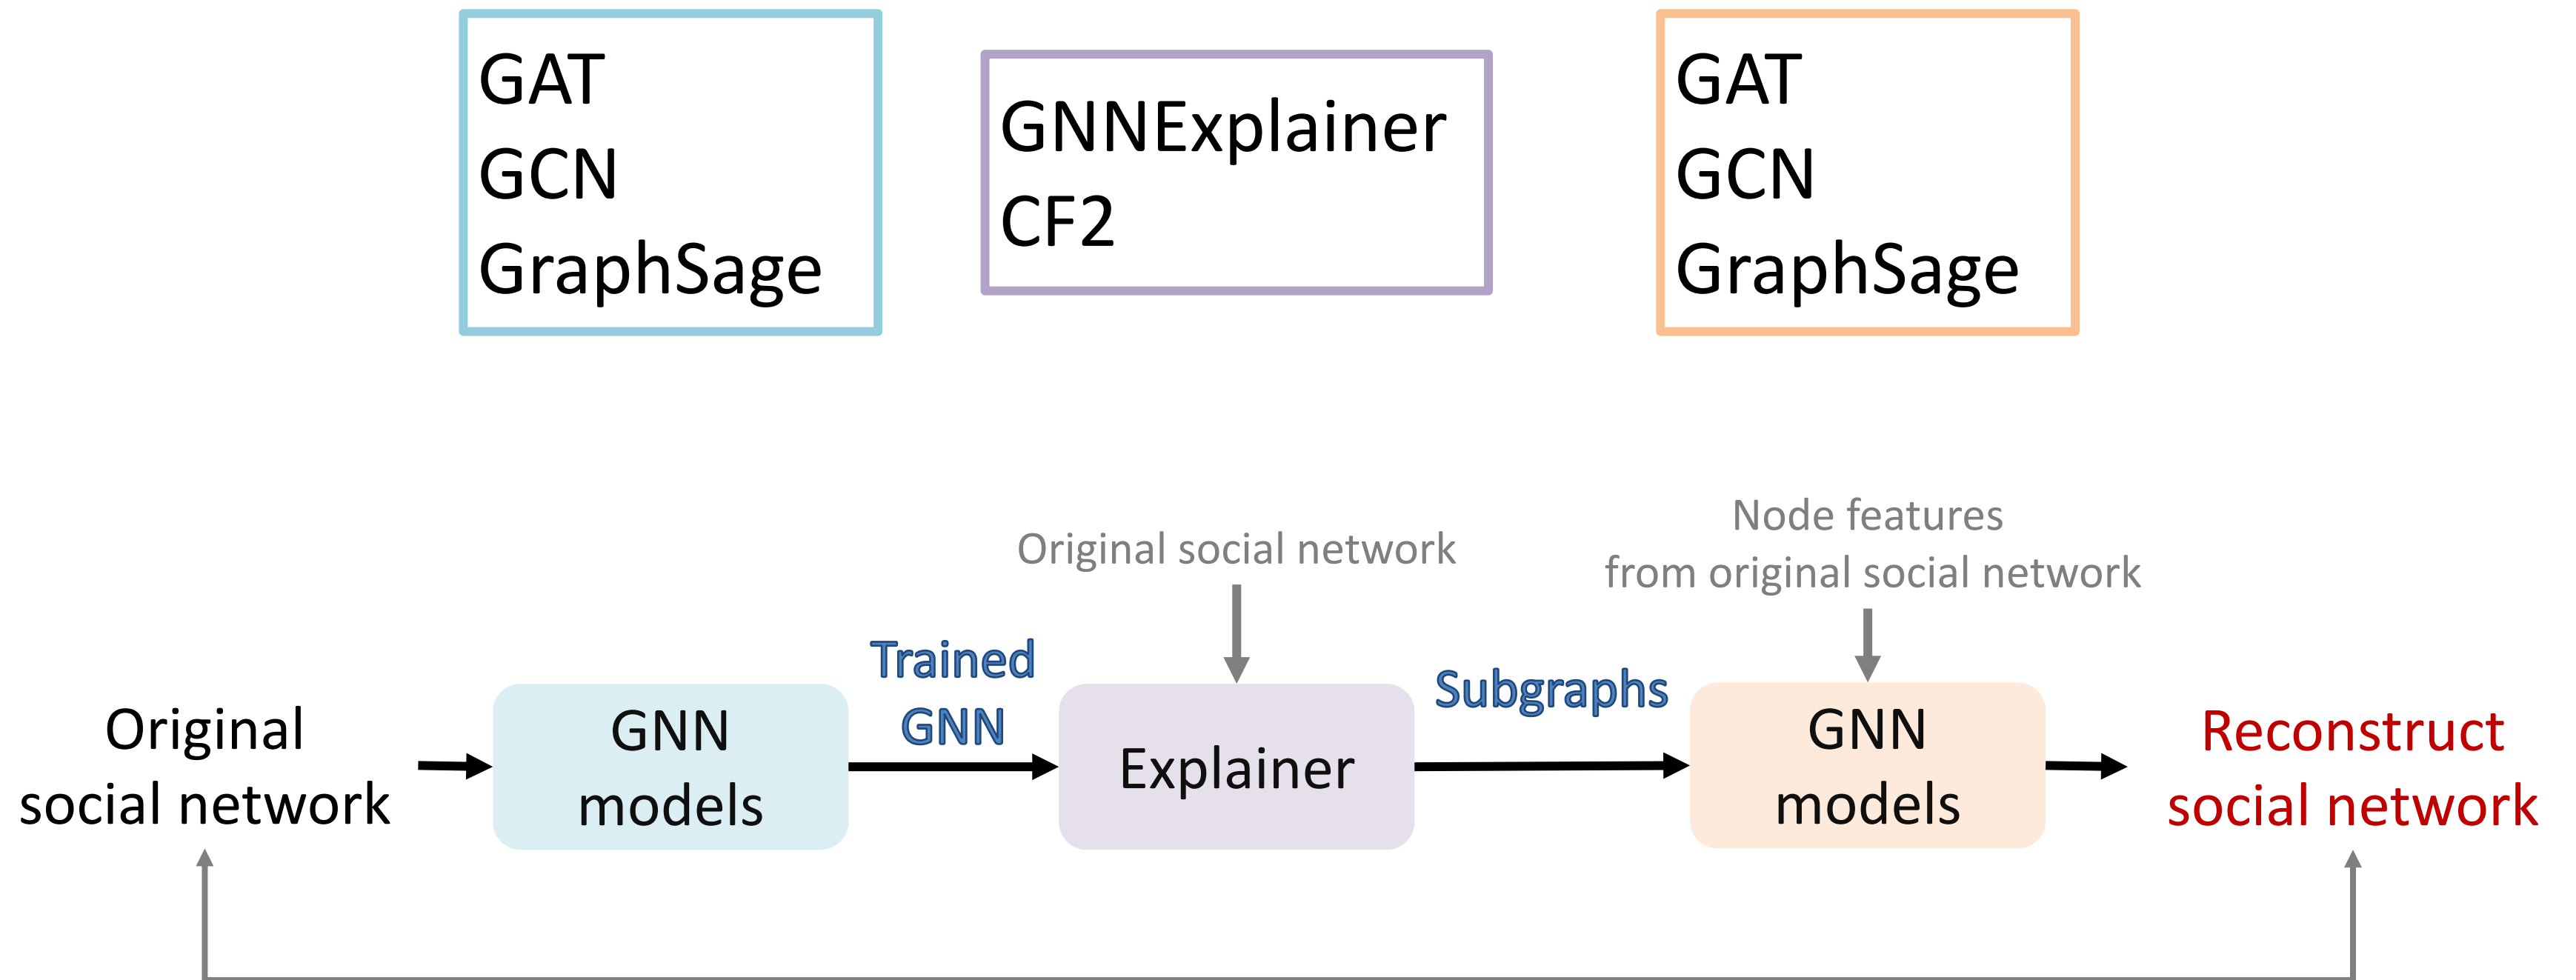 GAT
GCN
GraphSage
GNNExplainer
CF2
GAT
GCN
GraphSage
Original social network
Node features
from original social network
Original
social network
GNN
models
Trained
GNN
Explainer
Subgraphs
GNN
models
Reconstruct
social network